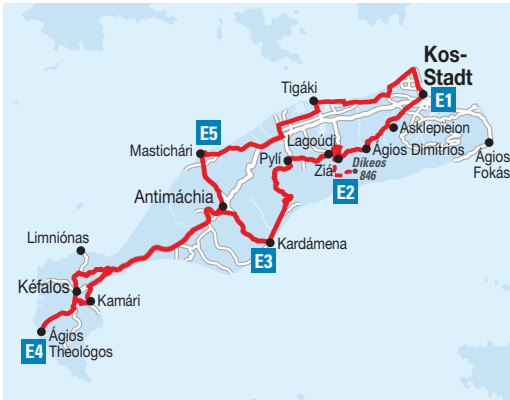 Kos-
Stadt
E1
Tigáki
E5
Asklepieion
Mastichári
Lagoúdi
Pylí
Ágios Dimítrios
Ziá
Díkeos
846
Ágios
Fokás
E2
Antimáchia
Limniónas
Kardámena
E3
Kéfalos
Kamári
E4
Ágios
Theológos